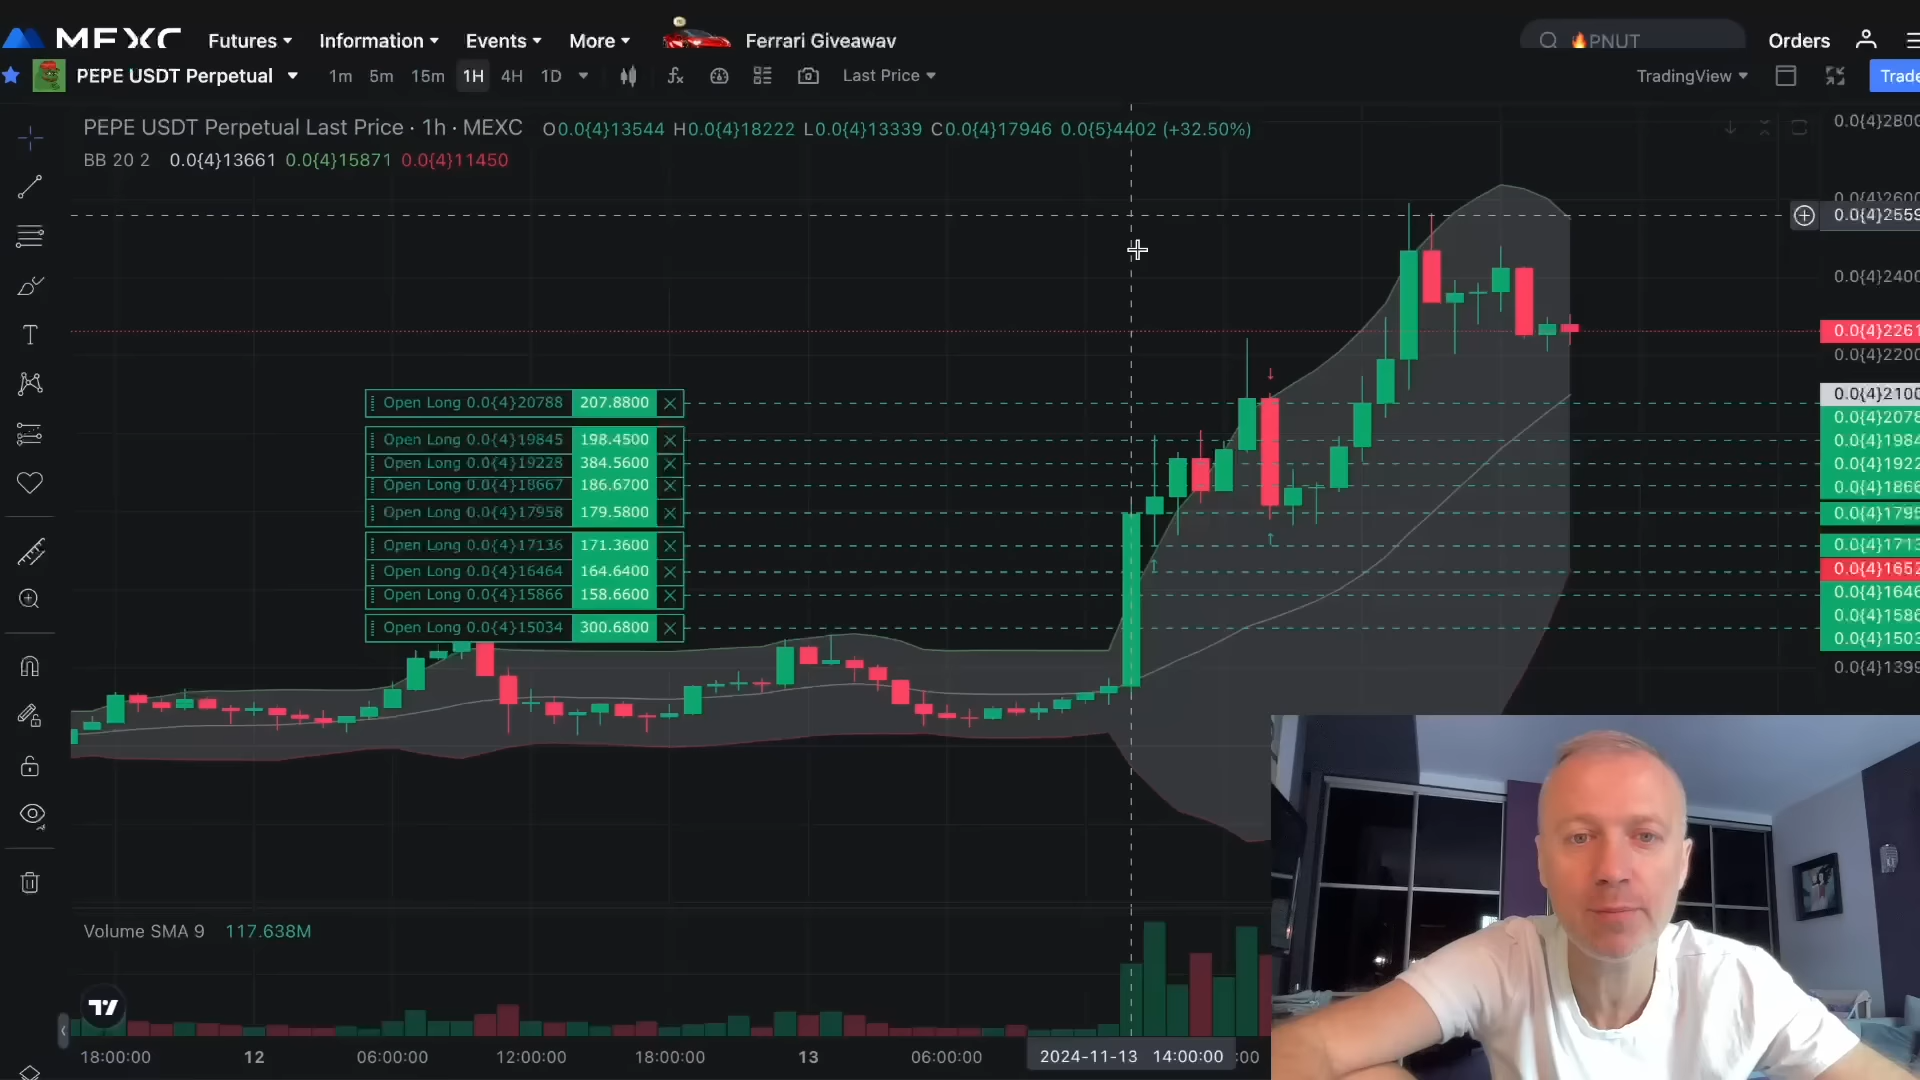 MEXC Futures Information Events More Ferrari Giveaway PNUT Orders
PEPE USDT Perpetual 1m 5m 15m 1H 4H 1D Last Price TradingView Trade
PEPE USDT Perpetual Last Price · 1h · MEXC O0.0{4}13544 H0.0{4}18222 L0.0{4}13339 C0.0{4}17946 0.0{5}4402 (+32.50%)
BB 20 2 0.0{4}13661 0.0{4}15871 0.0{4}11450
0.0{4}2800
0.0{4}2600
0.0{4}2559
0.0{4}2400
0.0{4}2261
0.0{4}2200
0.0{4}2100
Open Long 0.0{4}20788 207.8800 0.0{4}2078
Open Long 0.0{4}19845 198.4500 0.0{4}1984
Open Long 0.0{4}19228 384.5600 0.0{4}1922
Open Long 0.0{4}18667 186.6700 0.0{4}1866
Open Long 0.0{4}17958 179.5800 0.0{4}1795
Open Long 0.0{4}17136 171.3600 0.0{4}1713
0.0{4}1652
Open Long 0.0{4}16464 164.6400 0.0{4}1646
Open Long 0.0{4}15866 158.6600 0.0{4}1586
Open Long 0.0{4}15034 300.6800 0.0{4}1503
0.0{4}1399
Volume SMA 9 117.638M
18:00:00 12 06:00:00 12:00:00 18:00:00 13 06:00:00 2024-11-13 14:00:00 :00